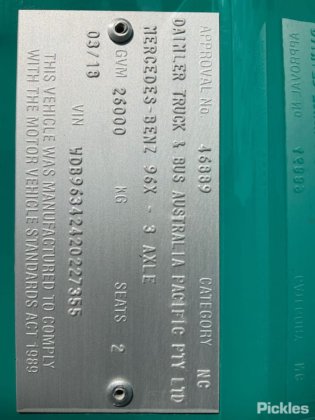 APPROVAL No 46889 CATEGORY NC
DAIMLER TRUCK & BUS AUSTRALIA PACIFIC PTY LTD
MERCEDES-BENZ 96X - 3 AXLE
GVM 26000 KG SEATS 2
03/18 VIN WDB96342420227355
THIS VEHICLE WAS MANUFACTURED TO COMPLY
WITH THE MOTOR VEHICLE STANDARDS ACT 1989
Pickles